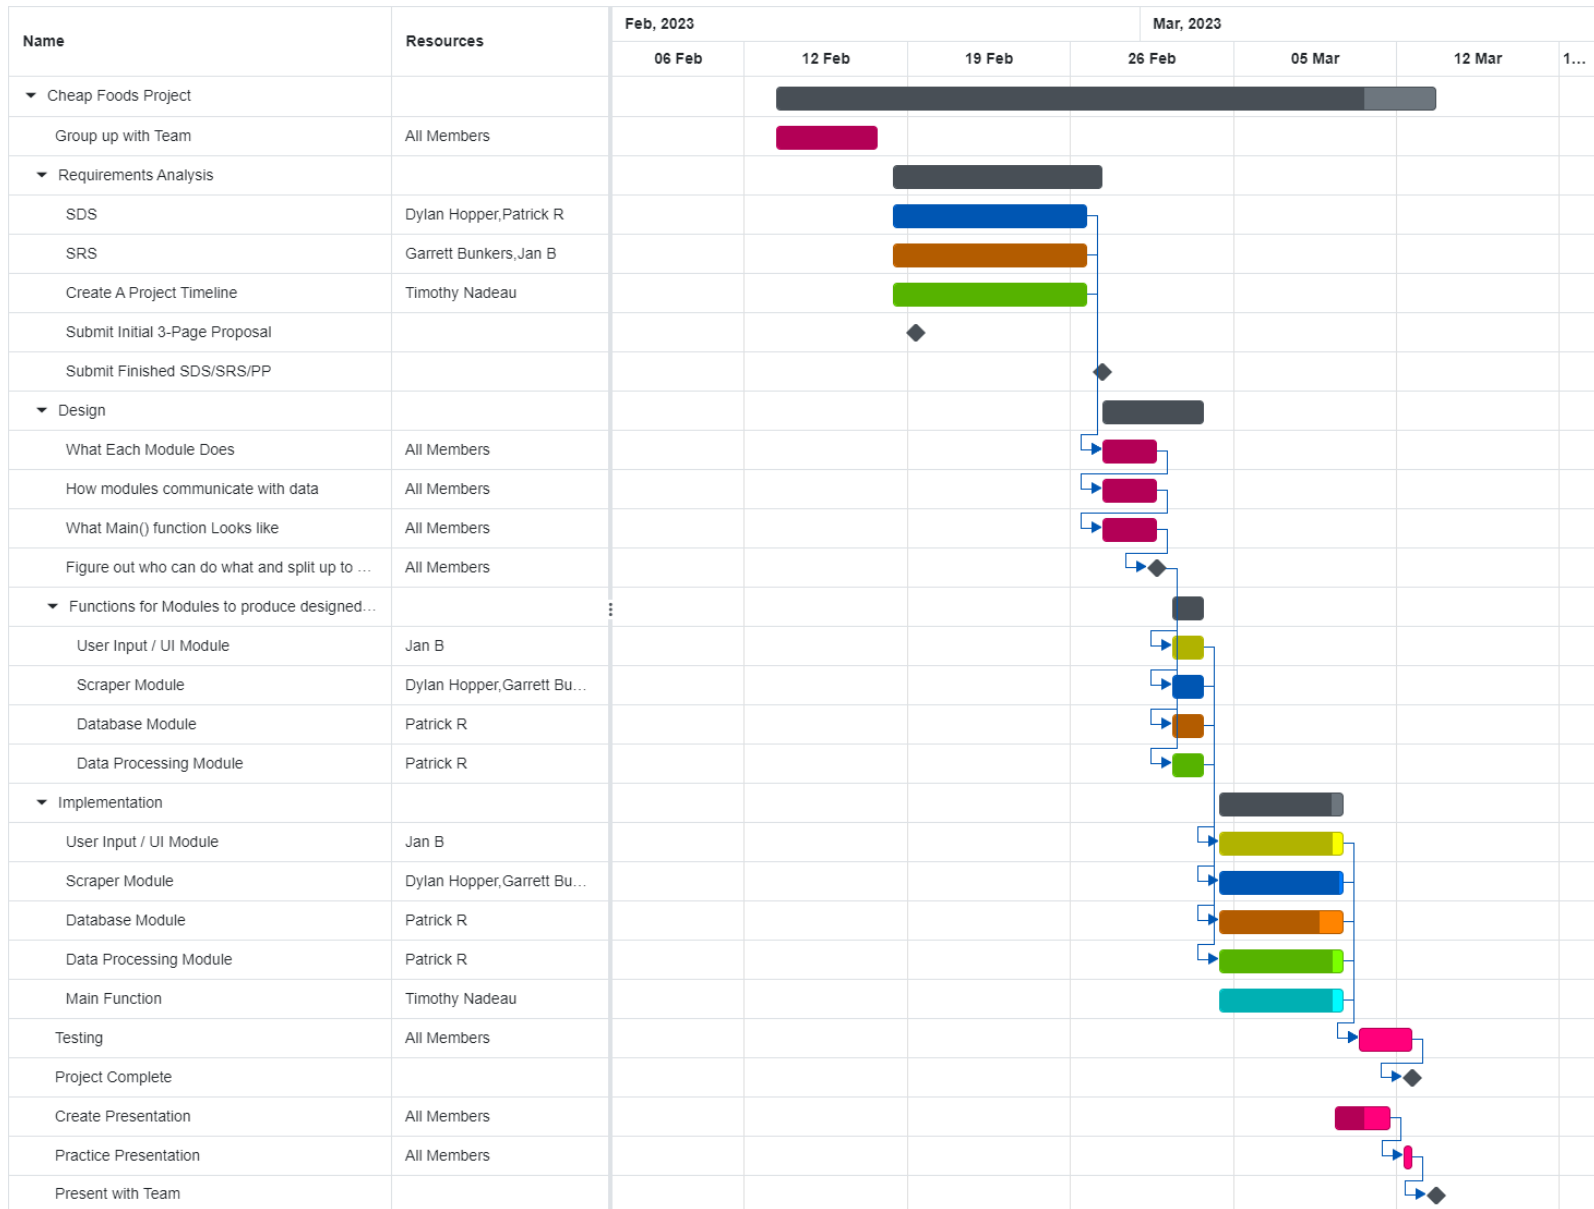 Name Resources Feb, 2023 Mar, 2023
06 Feb 12 Feb 19 Feb 26 Feb 05 Mar 12 Mar 1...
Cheap Foods Project
Group up with Team All Members
Requirements Analysis
SDS Dylan Hopper,Patrick R
SRS Garrett Bunkers,Jan B
Create A Project Timeline Timothy Nadeau
Submit Initial 3-Page Proposal
Submit Finished SDS/SRS/PP
Design
What Each Module Does All Members
How modules communicate with data All Members
What Main() function Looks like All Members
Figure out who can do what and split up to ... All Members
Functions for Modules to produce designed...
User Input / UI Module Jan B
Scraper Module Dylan Hopper,Garrett Bu...
Database Module Patrick R
Data Processing Module Patrick R
Implementation
User Input / UI Module Jan B
Scraper Module Dylan Hopper,Garrett Bu...
Database Module Patrick R
Data Processing Module Patrick R
Main Function Timothy Nadeau
Testing All Members
Project Complete
Create Presentation All Members
Practice Presentation All Members
Present with Team